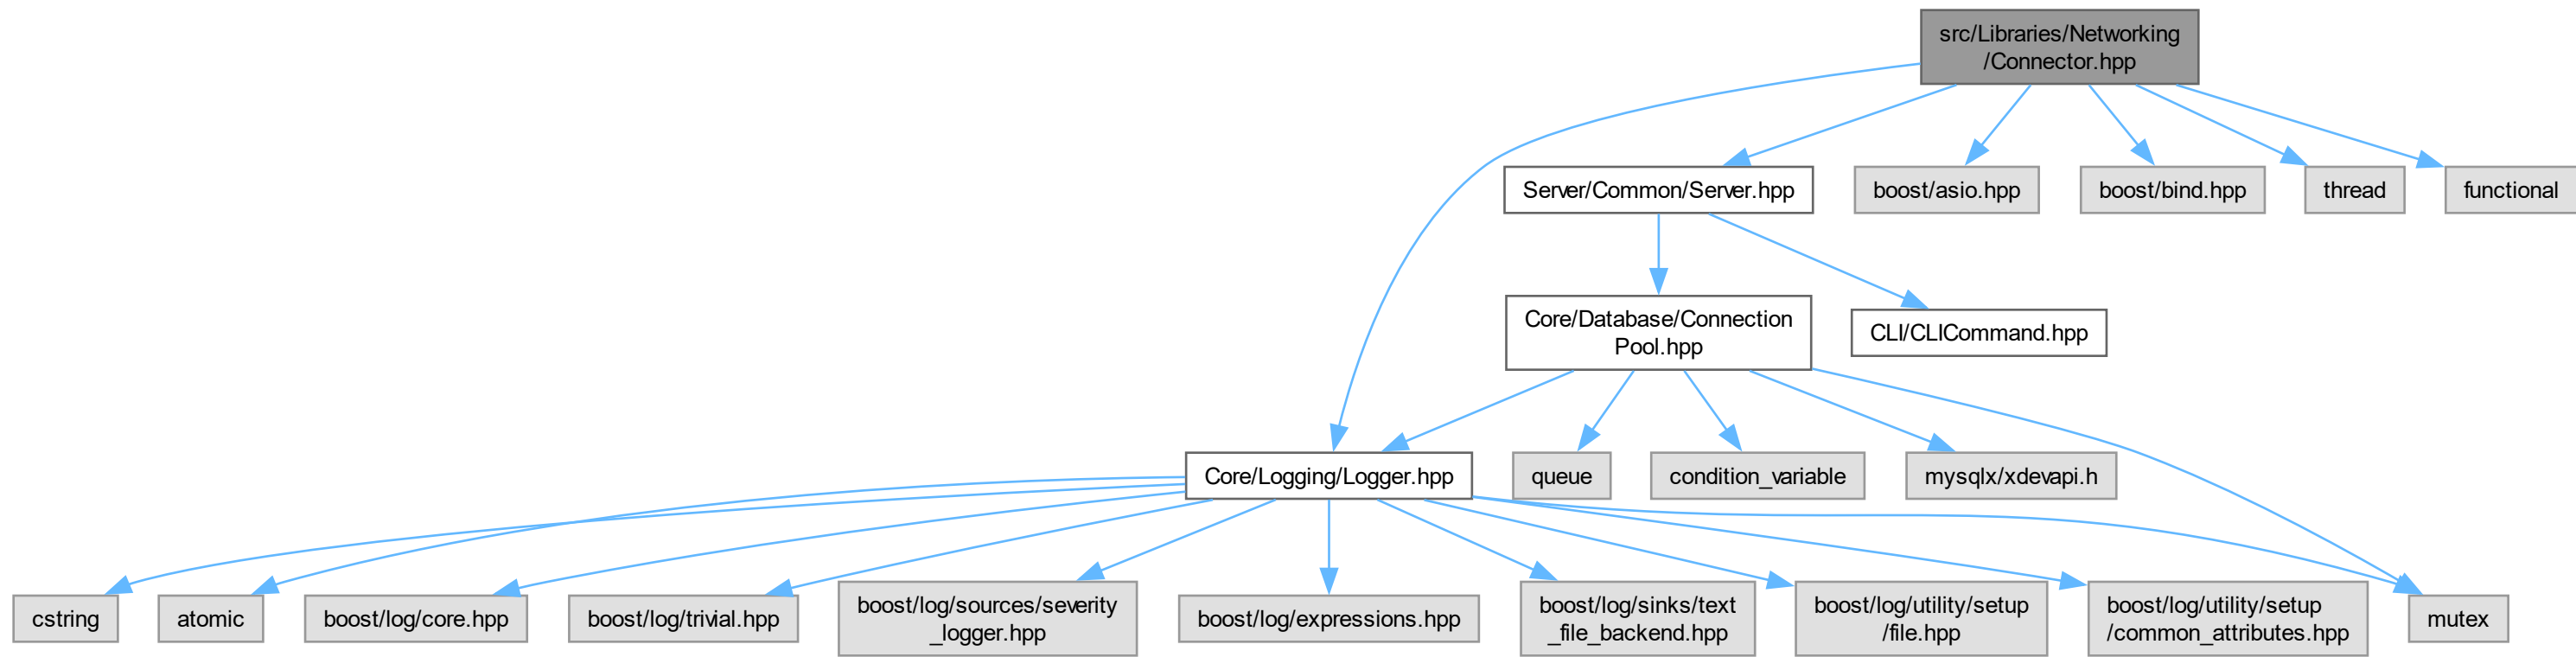 src/Libraries/Networking
/Connector.hpp
Server/Common/Server.hpp
boost/asio.hpp
boost/bind.hpp
thread
functional
Core/Database/Connection
Pool.hpp
CLI/CLICommand.hpp
Core/Logging/Logger.hpp
queue
condition_variable
mysqlx/xdevapi.h
cstring
atomic
boost/log/core.hpp
boost/log/trivial.hpp
boost/log/sources/severity
_logger.hpp
boost/log/expressions.hpp
boost/log/sinks/text
_file_backend.hpp
boost/log/utility/setup
/file.hpp
boost/log/utility/setup
/common_attributes.hpp
mutex